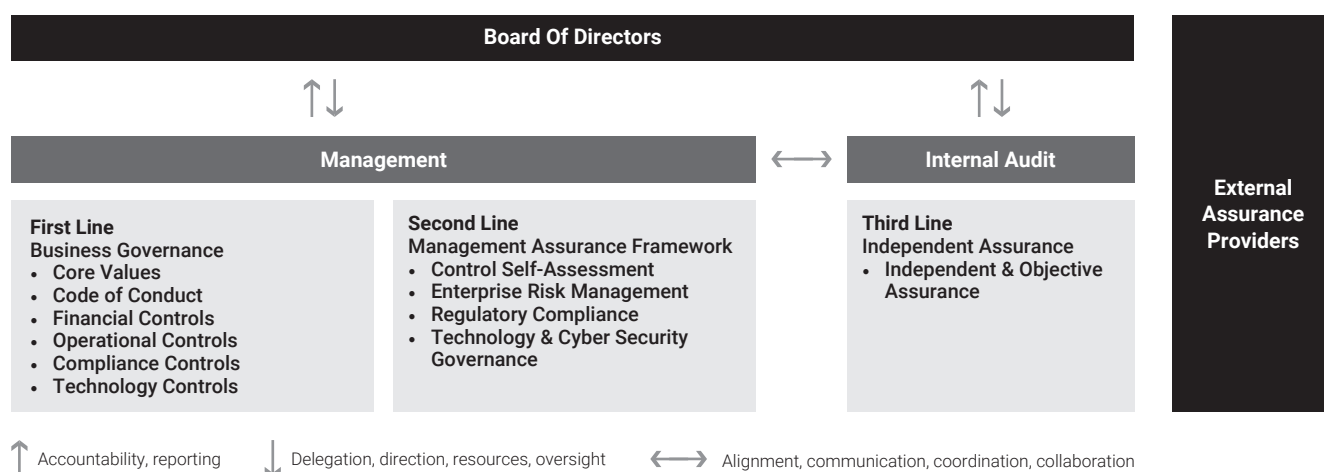 Board Of Directors
Management
Internal Audit
External
Assurance
Providers
First Line
Business Governance
• Core Values
• Code of Conduct
• Financial Controls
• Operational Controls
• Compliance Controls
• Technology Controls
Second Line
Management Assurance Framework
• Control Self-Assessment
• Enterprise Risk Management
• Regulatory Compliance
• Technology & Cyber Security
Governance
Third Line
Independent Assurance
• Independent & Objective
Assurance
Accountability, reporting
Delegation, direction, resources, oversight
Alignment, communication, coordination, collaboration